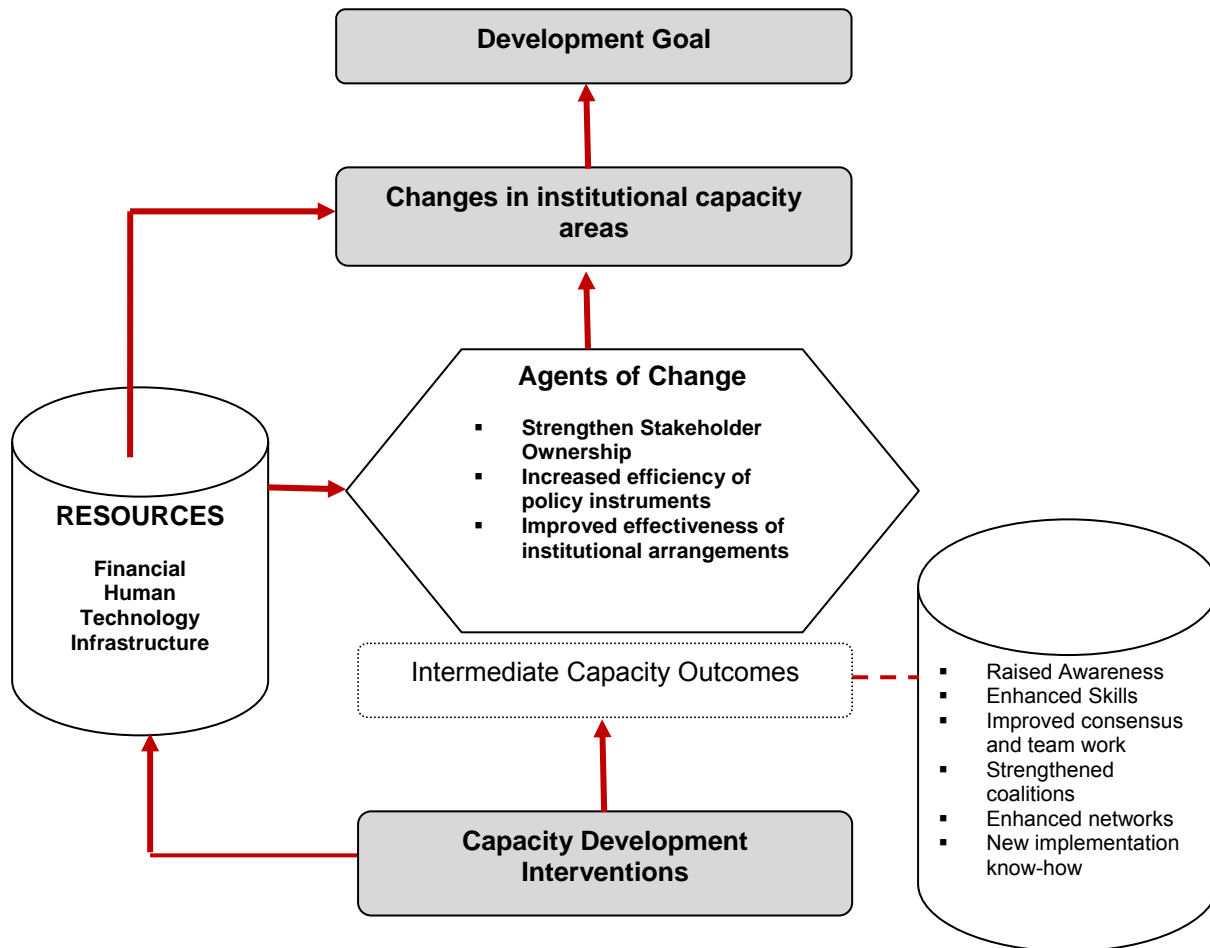 Development Goal
Changes in institutional capacity
areas
Agents of Change
▪ Strengthen Stakeholder
Ownership
▪ Increased efficiency of
policy instruments
▪ Improved effectiveness of
institutional arrangements
RESOURCES
Financial
Human
Technology
Infrastructure
Intermediate Capacity Outcomes
▪ Raised Awareness
▪ Enhanced Skills
▪ Improved consensus
and team work
▪ Strengthened
coalitions
▪ Enhanced networks
▪ New implementation
know-how
Capacity Development
Interventions